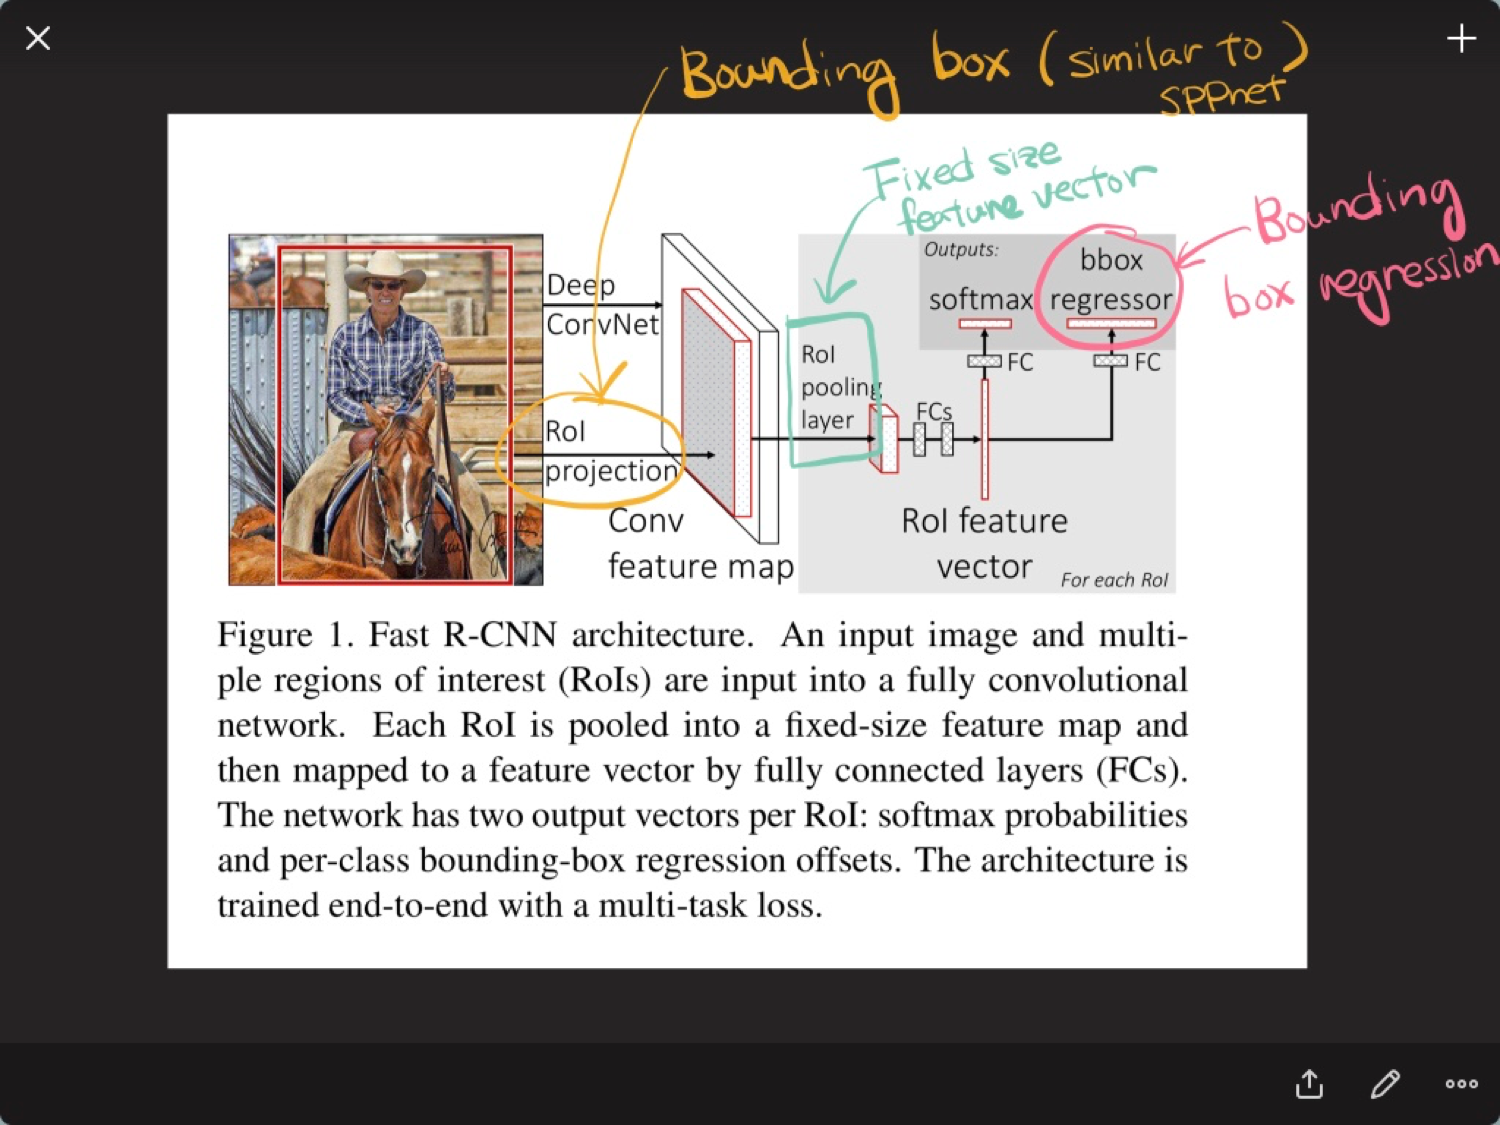 Bounding box (similar to)
SPPnet
Fixed size
feature vector
Bounding
box regression
Deep
ConvNet
RoI
projection
Conv
feature map
RoI
pooling
layer
FCs
Outputs:
softmax
bbox
regressor
FC
FC
RoI feature
vector
For each RoI
Figure 1. Fast R-CNN architecture. An input image and multi-
ple regions of interest (RoIs) are input into a fully convolutional
network. Each RoI is pooled into a fixed-size feature map and
then mapped to a feature vector by fully connected layers (FCs).
The network has two output vectors per RoI: softmax probabilities
and per-class bounding-box regression offsets. The architecture is
trained end-to-end with a multi-task loss.